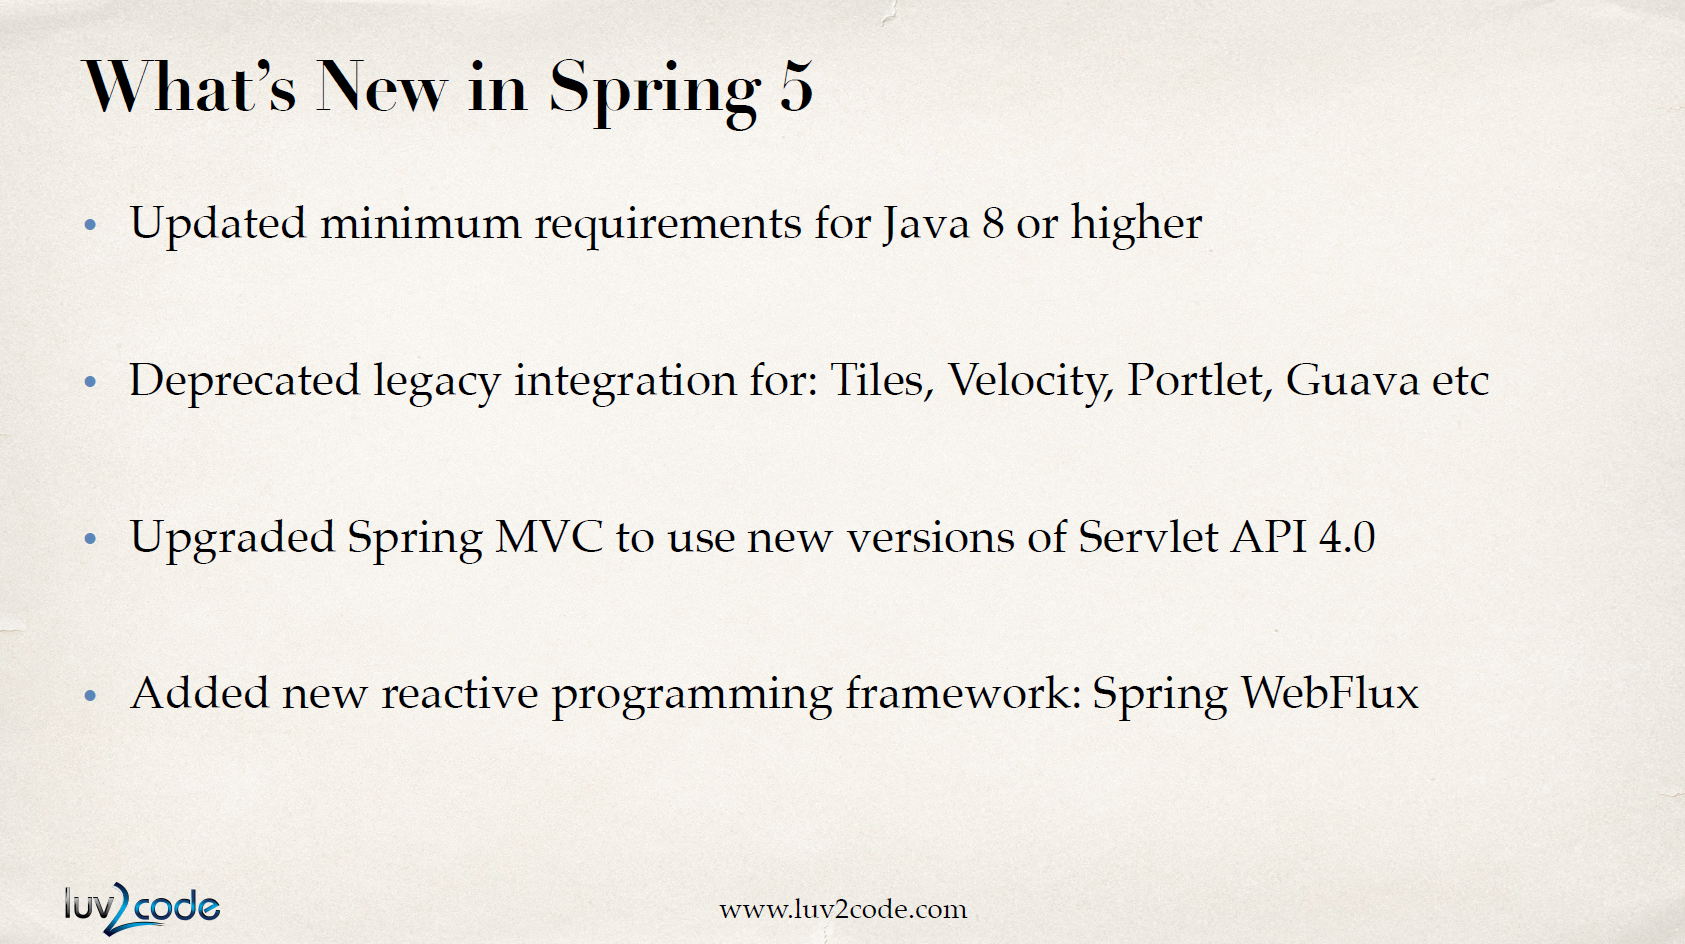 What’s New in Spring 5
• Updated minimum requirements for Java 8 or higher
• Deprecated legacy integration for: Tiles, Velocity, Portlet, Guava etc
• Upgraded Spring MVC to use new versions of Servlet API 4.0
• Added new reactive programming framework: Spring WebFlux
luv2code
www.luv2code.com